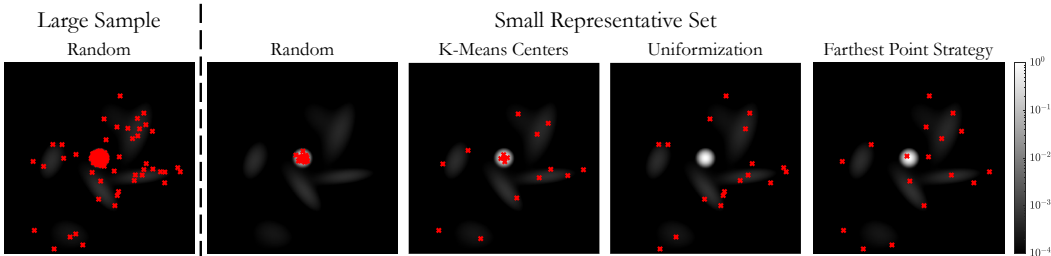 Large Sample
Small Representative Set
Random
Random
K-Means Centers
Uniformization
Farthest Point Strategy
10^0
10^-1
10^-2
10^-3
10^-4